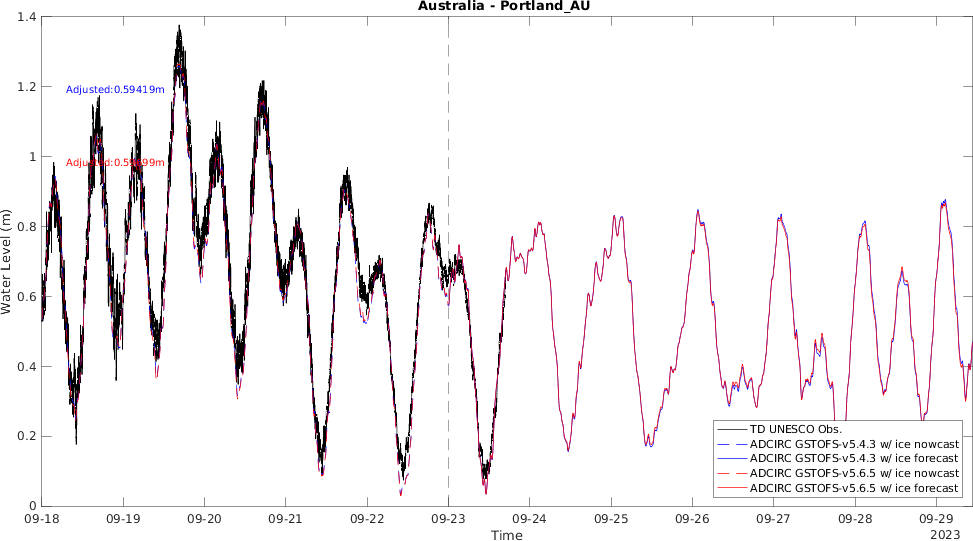 Australia - Portland_AU
1.4
1.2
1
0.8
0.6
0.4
0.2
0
Water Level (m)
Adjusted:0.59419m
TD UNESCO Obs.
ADCIRC GSTOFS-v5.4.3 w/ ice nowcast
ADCIRC GSTOFS-v5.4.3 w/ ice forecast
ADCIRC GSTOFS-v5.6.5 w/ ice nowcast
ADCIRC GSTOFS-v5.6.5 w/ ice forecast
09-18 09-19 09-20 09-21 09-22 09-23 09-24 09-25 09-26 09-27 09-28 09-29
Time
2023